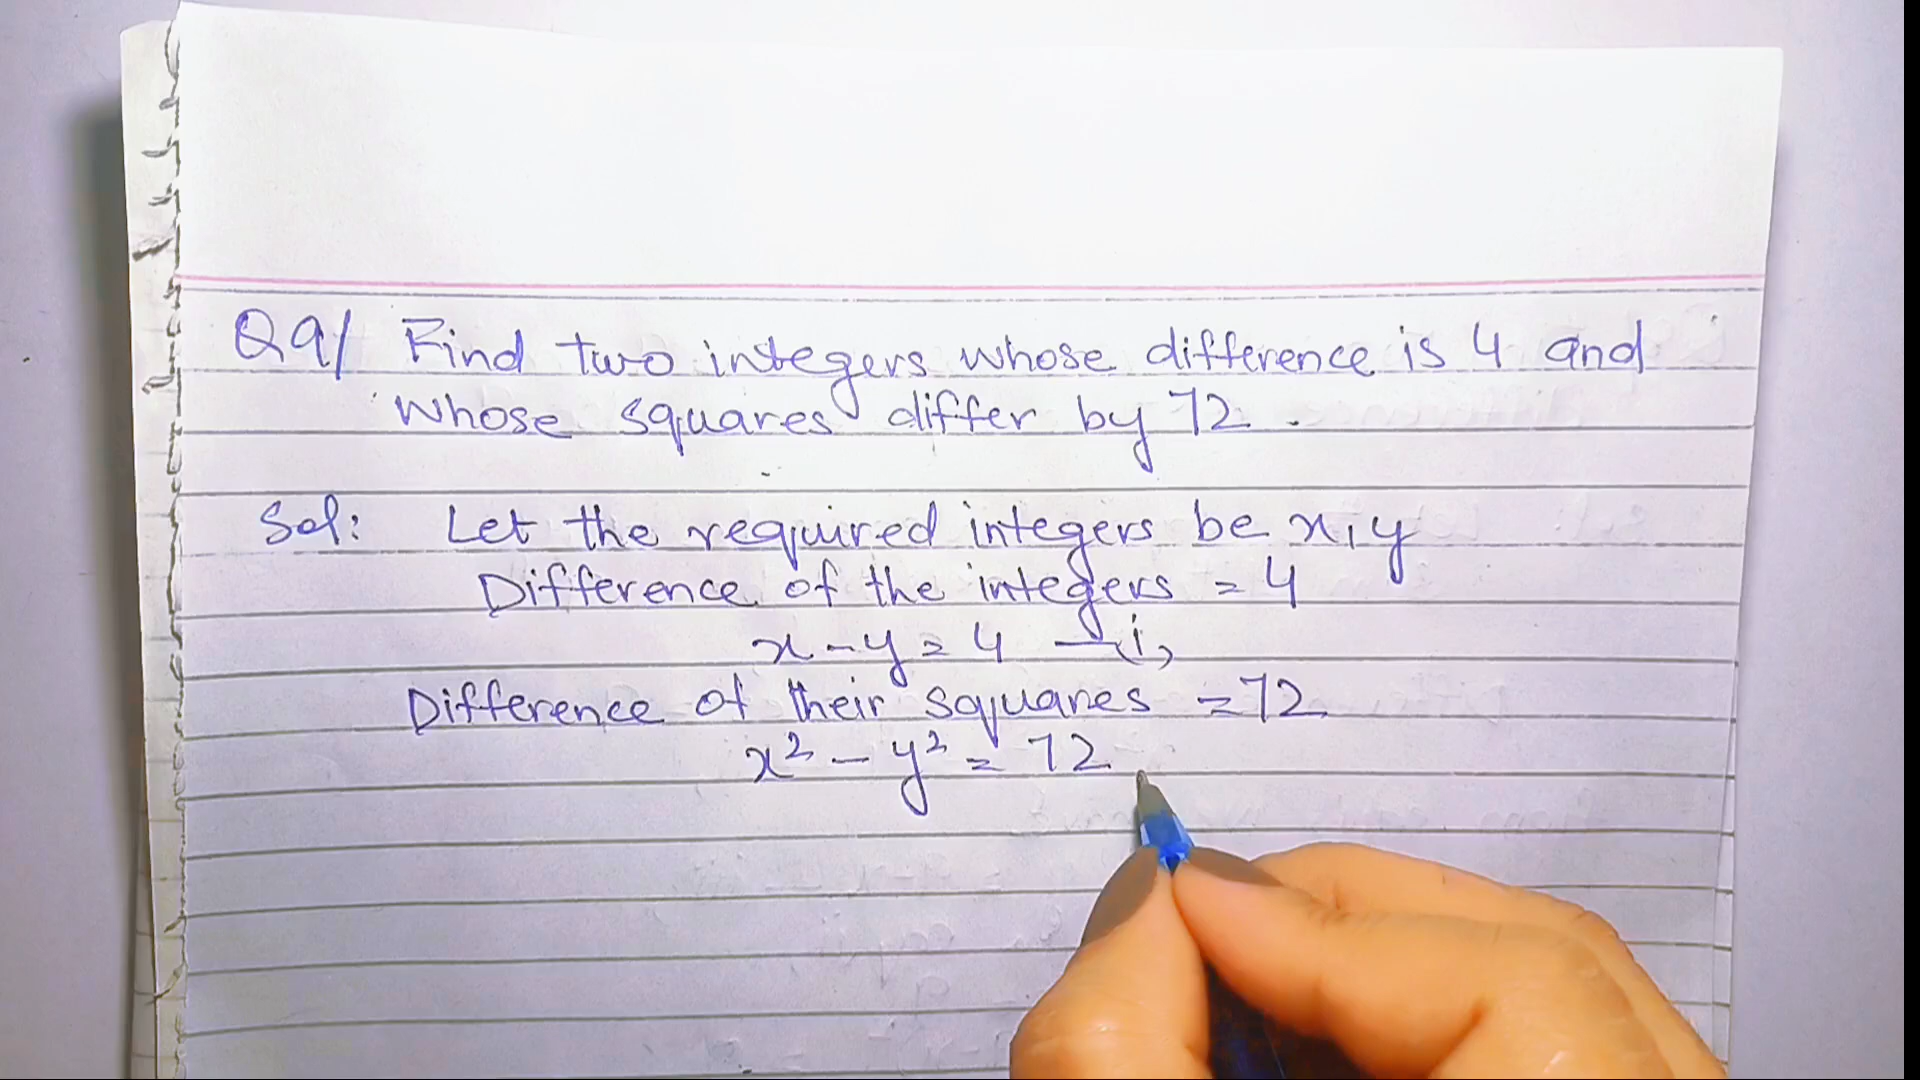 Q9/ Find two integers whose difference is 4 and
whose squares differ by 72.
Sol: Let the required integers be x, y
Difference of the integers = 4
x - y = 4 —(i)
Difference of their squares = 72
x² - y² = 72